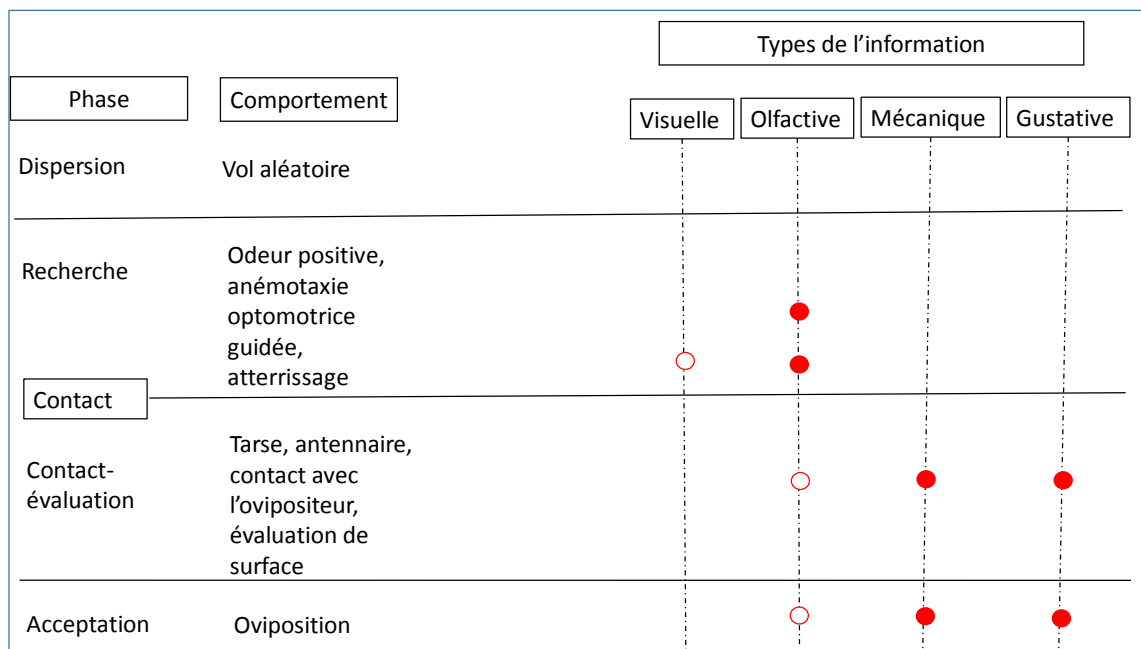 Types de l’information
Phase
Comportement
Visuelle
Olfactive
Mécanique
Gustative
Dispersion
Vol aléatoire
Recherche
Odeur positive,
anémotaxie
optomotrice
guidée,
atterrissage
Contact
Contact-
évaluation
Tarse, antennaire,
contact avec
l’ovipositeur,
évaluation de
surface
Acceptation
Oviposition